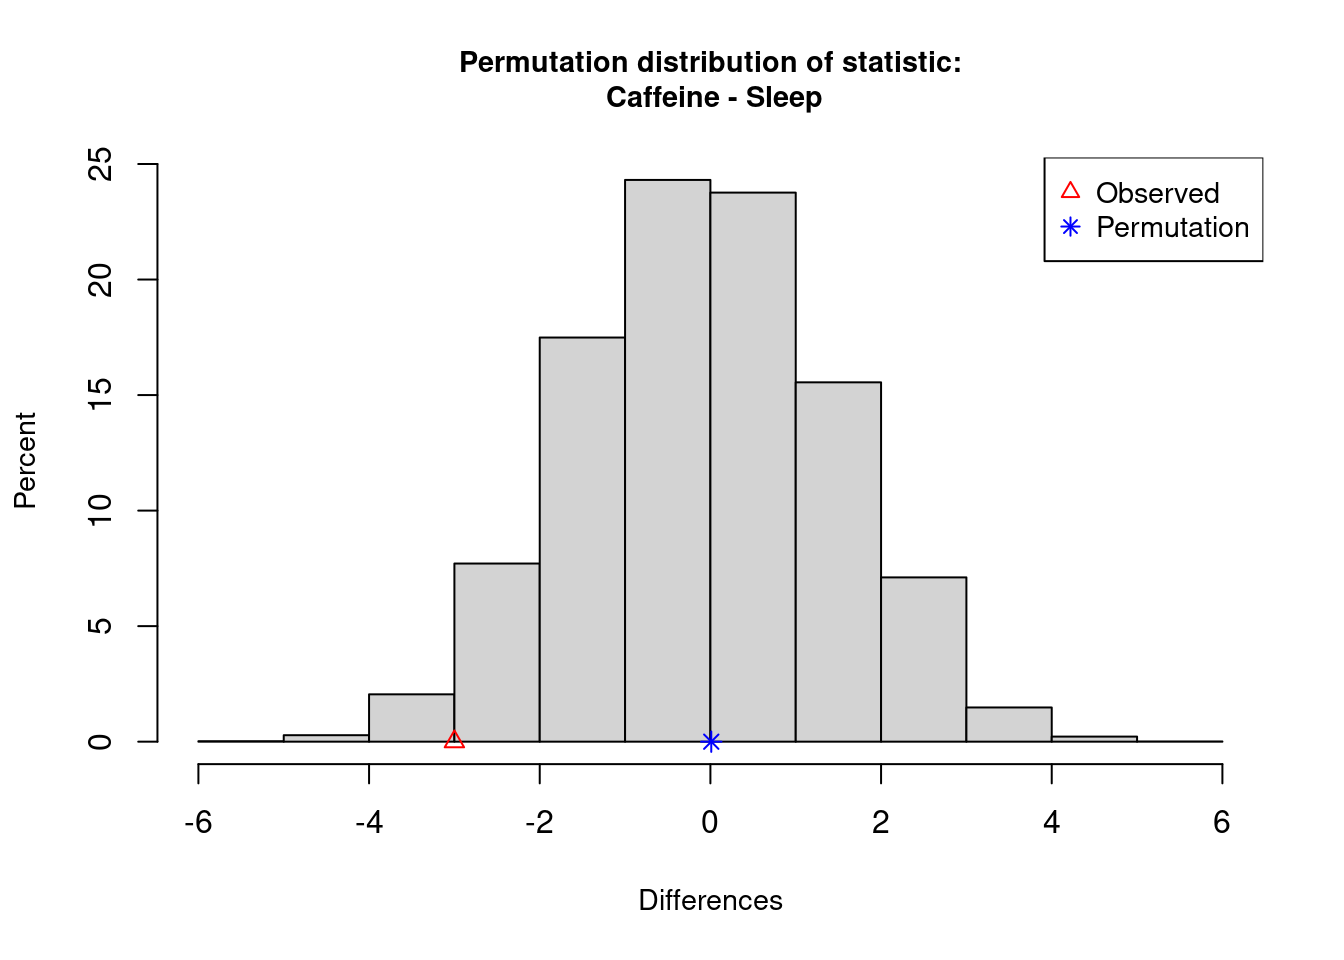 Permutation distribution of statistic:
Caffeine - Sleep
Observed
Permutation
Percent
25
20
15
10
5
0
-6 -4 -2 0 2 4 6
Differences